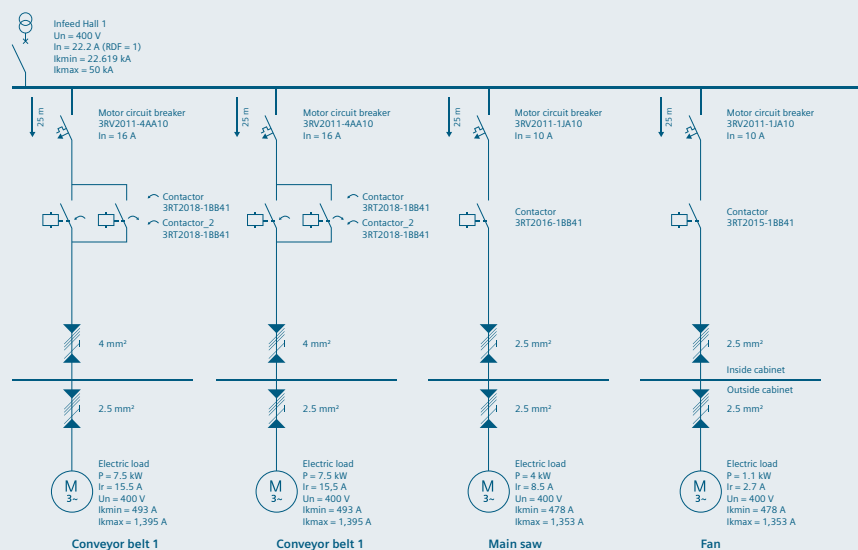 Infeed Hall 1
Un = 400 V
In = 22.2 A (RDF = 1)
Ikmin = 22.619 kA
Ikmax = 50 kA
25 m
Motor circuit breaker
3RV2011-4AA10
In = 16 A
25 m
Motor circuit breaker
3RV2011-4AA10
In = 16 A
25 m
Motor circuit breaker
3RV2011-1JA10
In = 10 A
25 m
Motor circuit breaker
3RV2011-1JA10
In = 10 A
Contactor
3RT2018-1BB41
Contactor_2
3RT2018-1BB41
Contactor
3RT2018-1BB41
Contactor_2
3RT2018-1BB41
Contactor
3RT2016-1BB41
Contactor
3RT2015-1BB41
4 mm²
4 mm²
2.5 mm²
2.5 mm²
Inside cabinet
Outside cabinet
2.5 mm²
2.5 mm²
2.5 mm²
2.5 mm²
M
3~
Electric load
P = 7.5 kW
Ir = 15.5 A
Un = 400 V
Ikmin = 493 A
Ikmax = 1,395 A
M
3~
Electric load
P = 7.5 kW
Ir = 15,5 A
Un = 400 V
Ikmin = 493 A
Ikmax = 1,395 A
M
3~
Electric load
P = 4 kW
Ir = 8.5 A
Un = 400 V
Ikmin = 478 A
Ikmax = 1,353 A
M
3~
Electric load
P = 1.1 kW
Ir = 2.7 A
Un = 400 V
Ikmin = 478 A
Ikmax = 1,353 A
Conveyor belt 1
Conveyor belt 1
Main saw
Fan